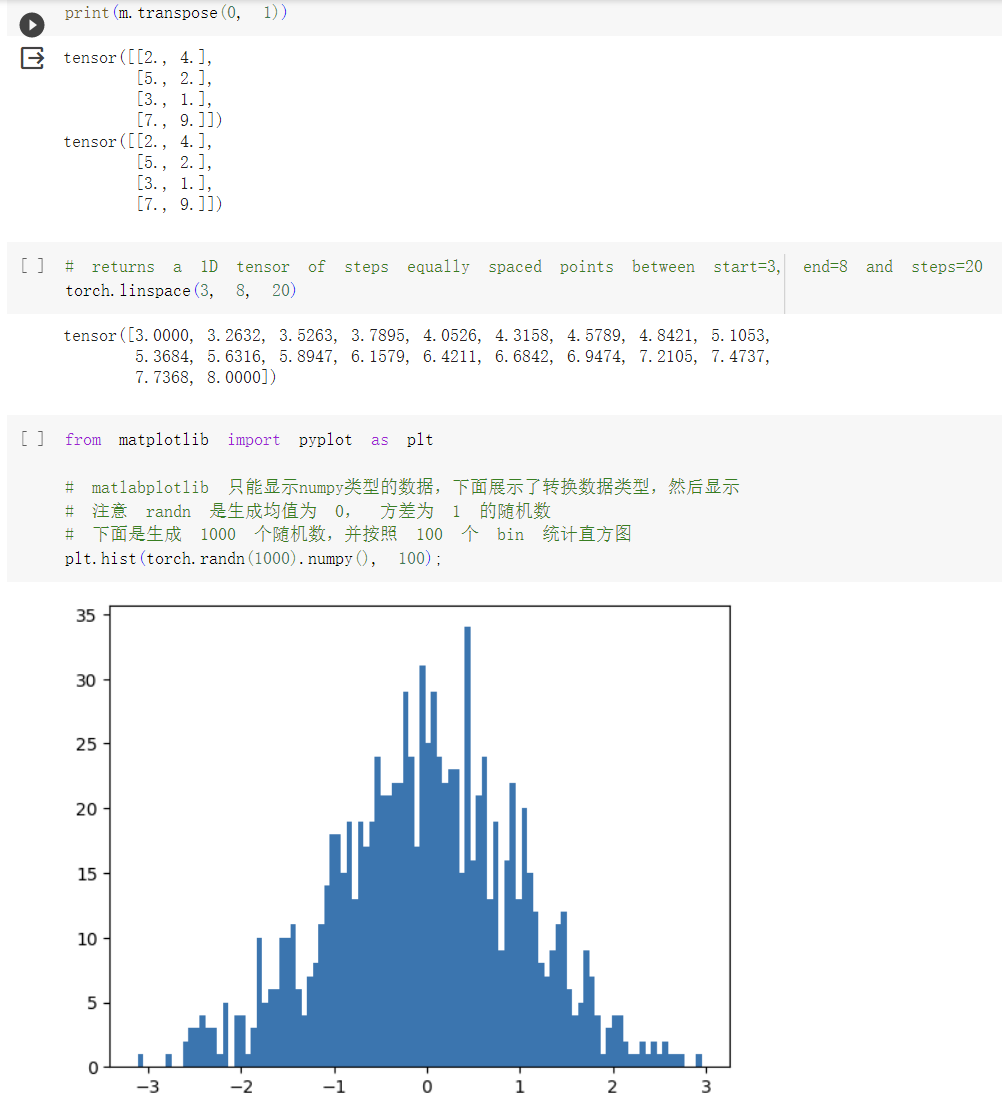 print(m.transpose(0, 1))
tensor([[2., 4.],
[5., 2.],
[3., 1.],
[7., 9.]])
tensor([[2., 4.],
[5., 2.],
[3., 1.],
[7., 9.]])
[ ] # returns a 1D tensor of steps equally spaced points between start=3, end=8 and steps=20
torch.linspace(3, 8, 20)
tensor([3.0000, 3.2632, 3.5263, 3.7895, 4.0526, 4.3158, 4.5789, 4.8421, 5.1053,
5.3684, 5.6316, 5.8947, 6.1579, 6.4211, 6.6842, 6.9474, 7.2105, 7.4737,
7.7368, 8.0000])
[ ] from matplotlib import pyplot as plt
# matlabplotlib 只能显示numpy类型的数据，下面展示了转换数据类型，然后显示
# 注意 randn 是生成均值为 0， 方差为 1 的随机数
# 下面是生成 1000 个随机数，并按照 100 个 bin 统计直方图
plt.hist(torch.randn(1000).numpy(), 100);
35
30
25
20
15
10
5
0
−3 −2 −1 0 1 2 3